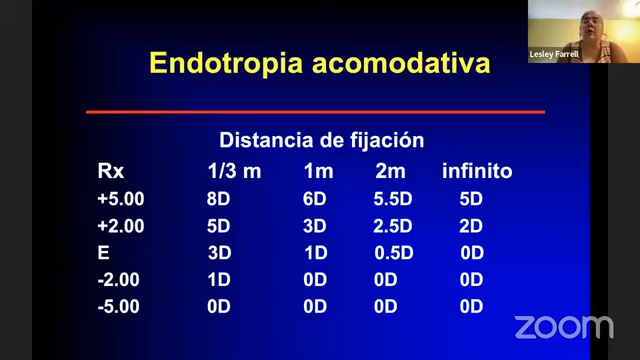 Lesley Farrell
Endotropia acomodativa
Distancia de fijación
Rx 1/3 m 1m 2m infinito
+5.00 8D 6D 5.5D 5D
+2.00 5D 3D 2.5D 2D
E 3D 1D 0.5D 0D
-2.00 1D 0D 0D 0D
-5.00 0D 0D 0D 0D
zoom